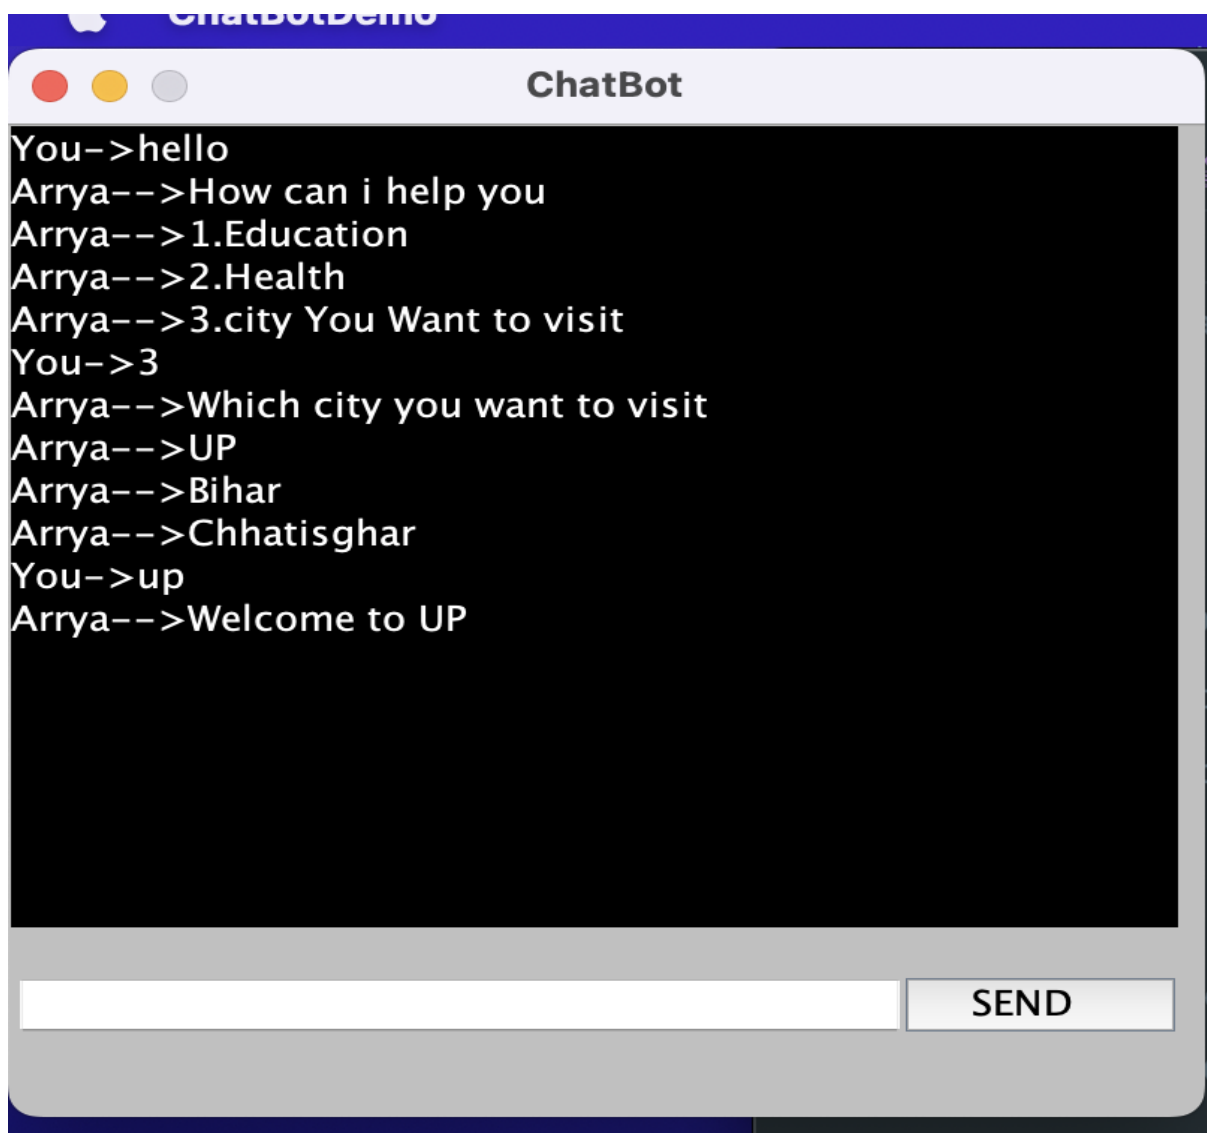 ChatBotDemo
ChatBot
You->hello
Arrya-->How can i help you
Arrya-->1.Education
Arrya-->2.Health
Arrya-->3.city You Want to visit
You->3
Arrya-->Which city you want to visit
Arrya-->UP
Arrya-->Bihar
Arrya-->Chhatisghar
You->up
Arrya-->Welcome to UP
SEND